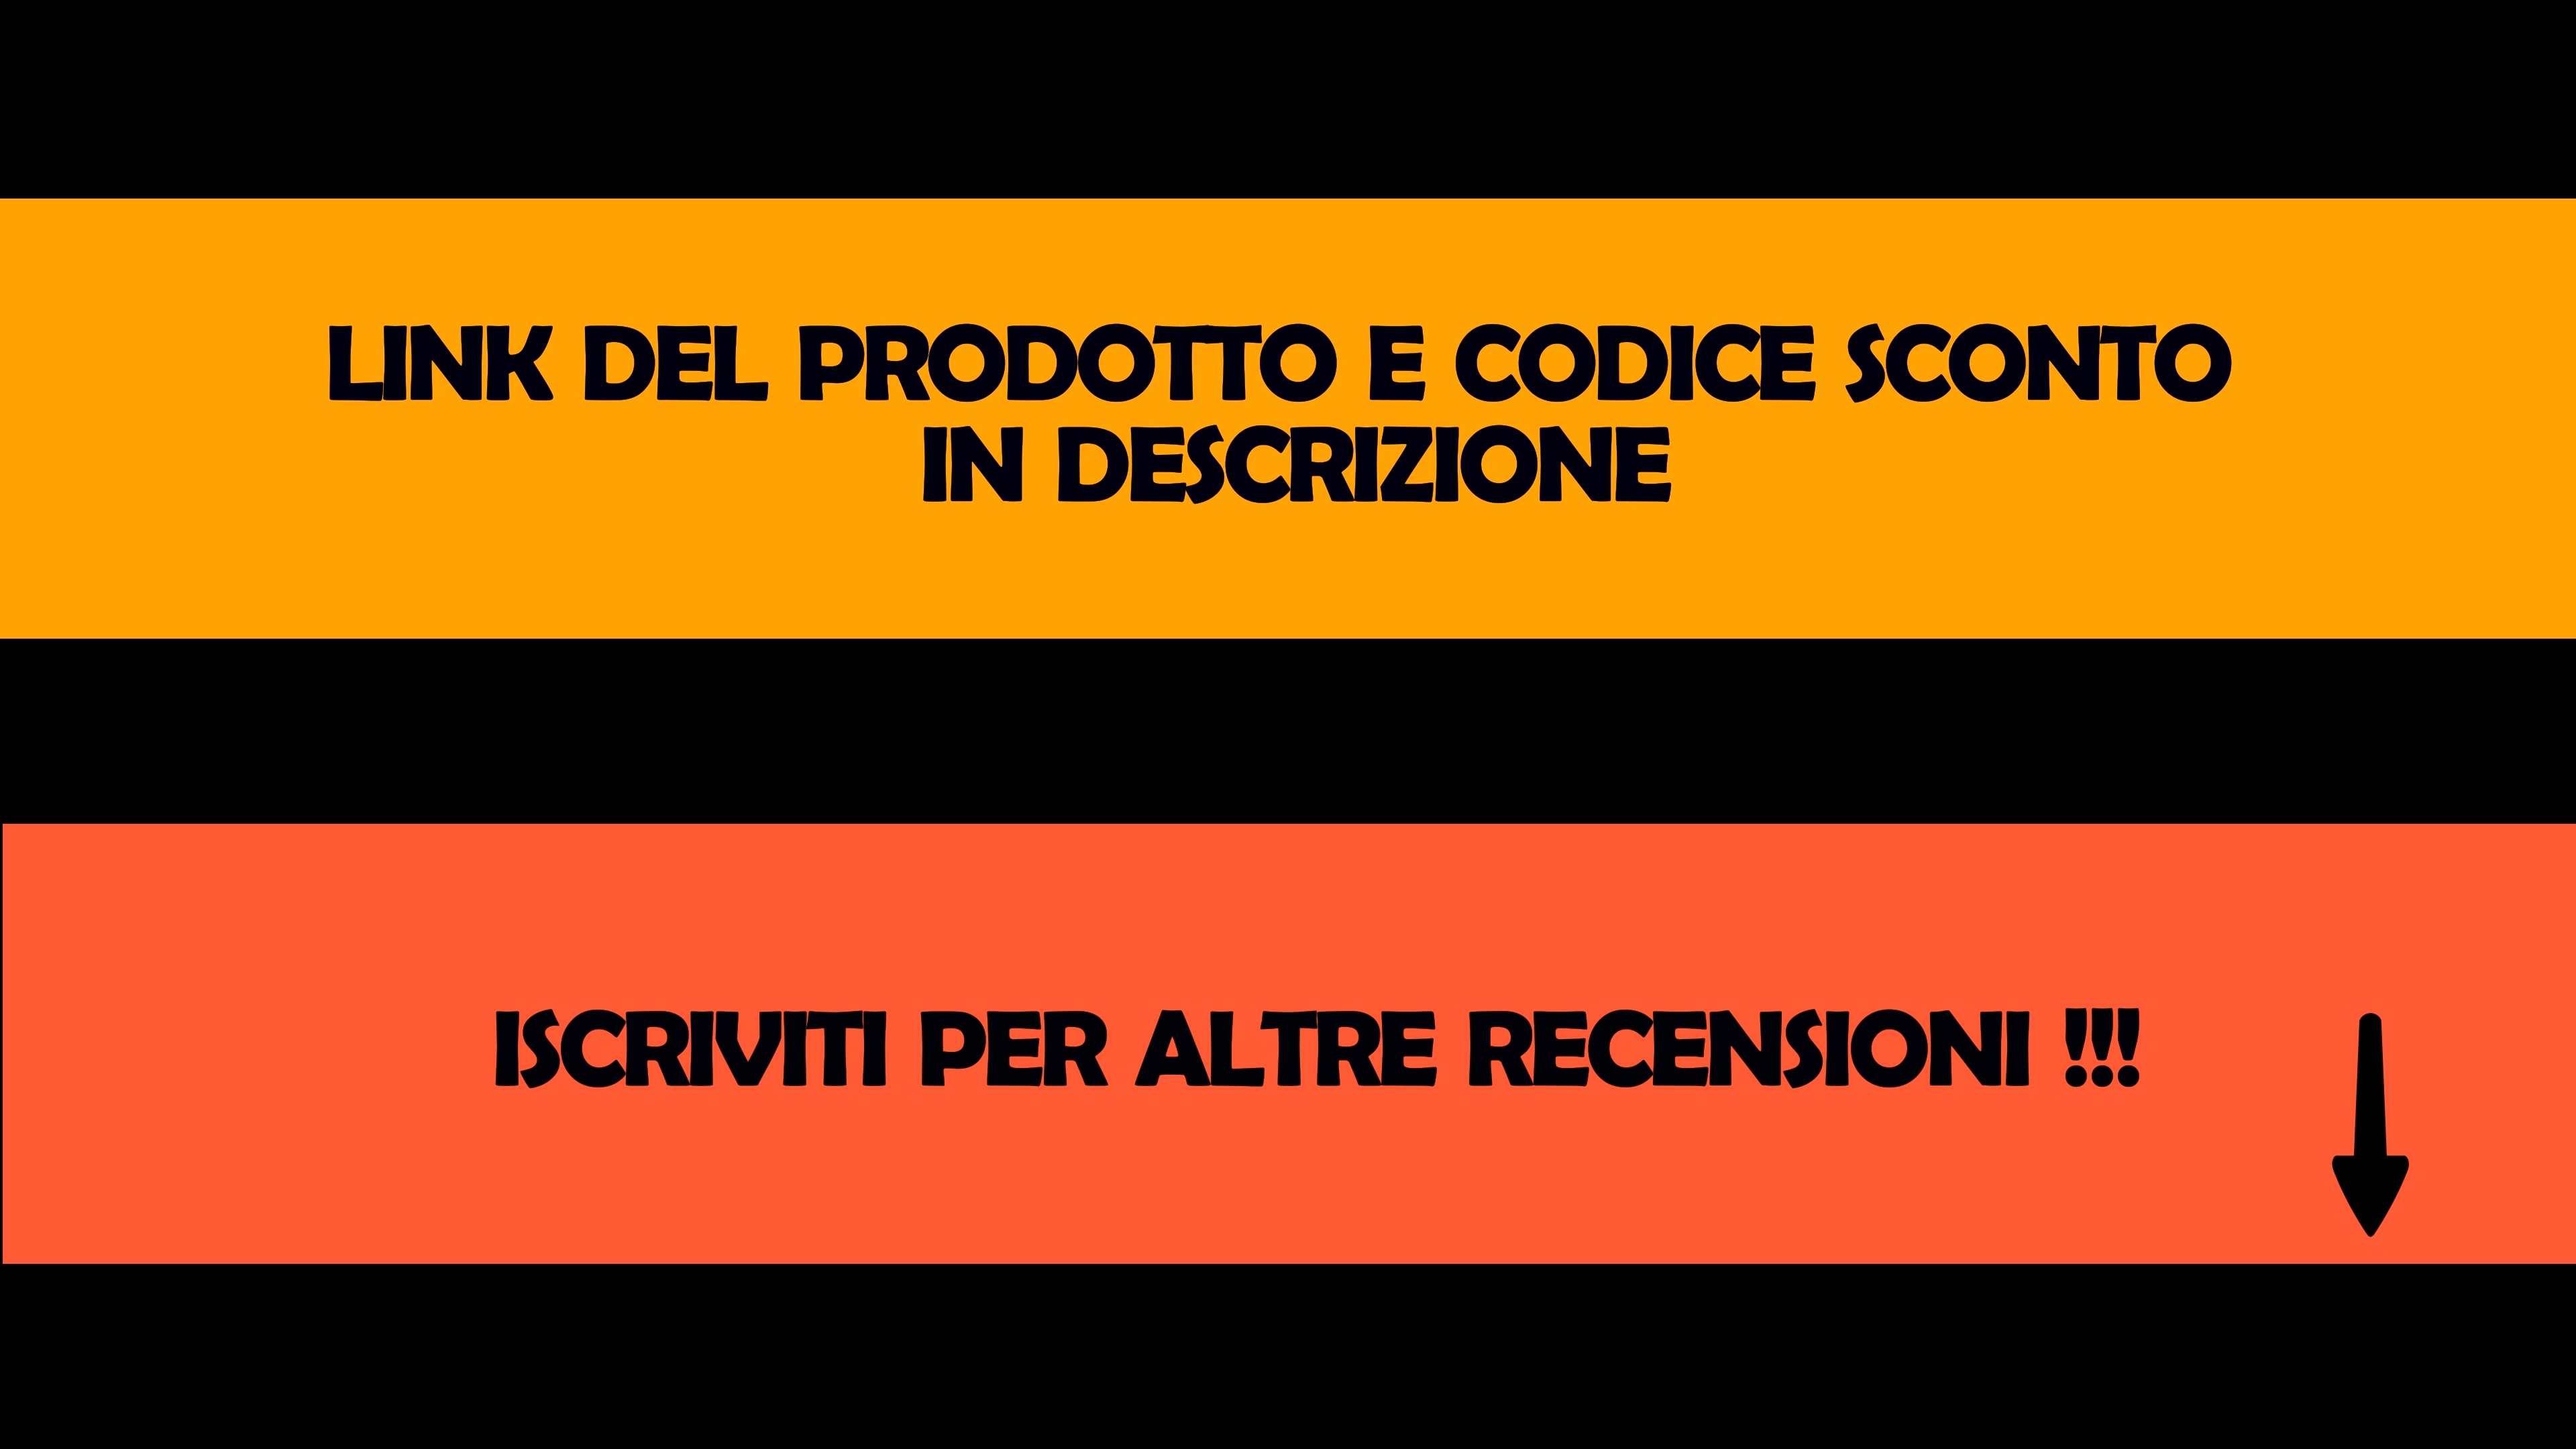 LINK DEL PRODOTTO E CODICE SCONTO
IN DESCRIZIONE
ISCRIVITI PER ALTRE RECENSIONI !!!